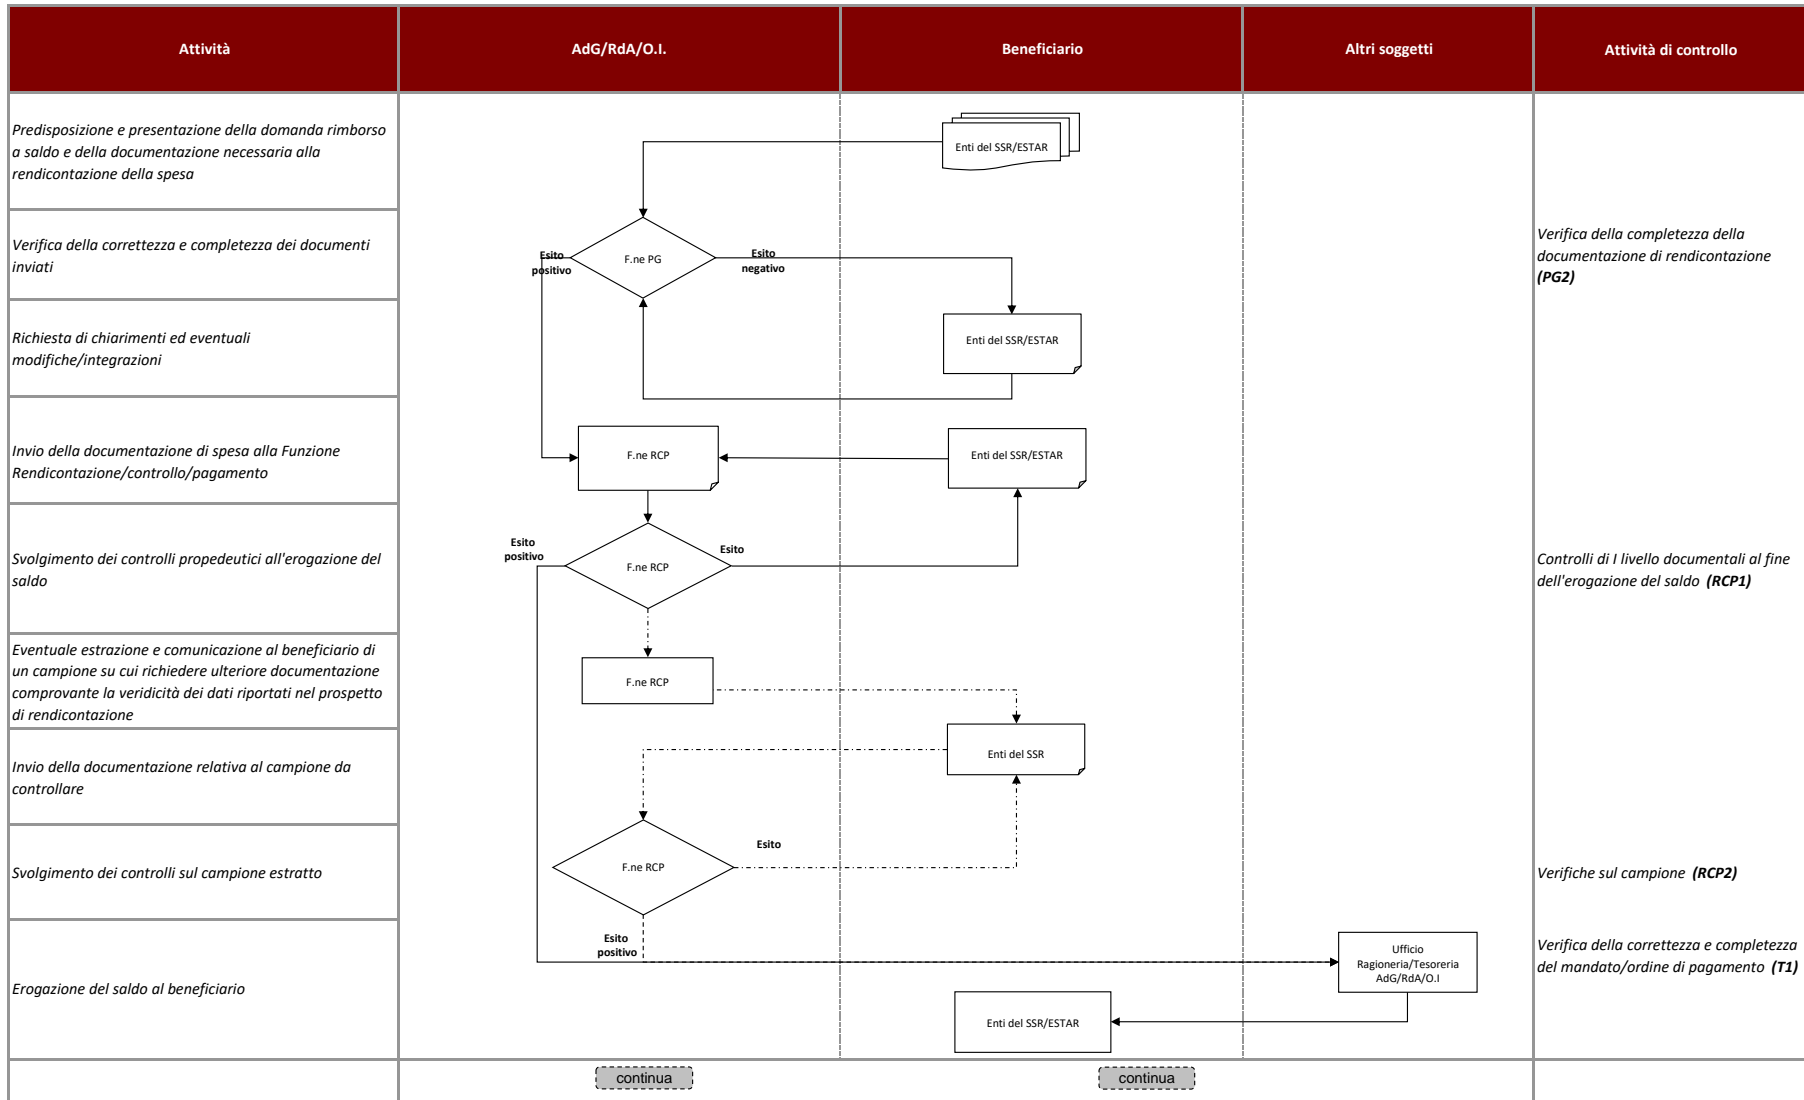 Attività
AdG/RdA/O.I.
Beneficiario
Altri soggetti
Attività di controllo
Predisposizione e presentazione della domanda rimborso
a saldo e della documentazione necessaria alla
rendicontazione della spesa
Enti del SSR/ESTAR
Verifica della correttezza e completezza dei documenti
inviati
Esito
positivo
F.ne PG
Esito
negativo
Verifica della completezza della
documentazione di rendicontazione
(PG2)
Richiesta di chiarimenti ed eventuali
modifiche/integrazioni
Enti del SSR/ESTAR
Invio della documentazione di spesa alla Funzione
Rendicontazione/controllo/pagamento
F.ne RCP
Enti del SSR/ESTAR
Svolgimento dei controlli propedeutici all'erogazione del
saldo
Esito
positivo
F.ne RCP
Esito
Controlli di I livello documentali al fine
dell'erogazione del saldo (RCP1)
Eventuale estrazione e comunicazione al beneficiario di
un campione su cui richiedere ulteriore documentazione
comprovante la veridicità dei dati riportati nel prospetto
di rendicontazione
F.ne RCP
Invio della documentazione relativa al campione da
controllare
Enti del SSR
Svolgimento dei controlli sul campione estratto
F.ne RCP
Esito
Verifiche sul campione (RCP2)
Erogazione del saldo al beneficiario
Esito
positivo
Ufficio
Ragioneria/Tesoreria
AdG/RdA/O.I
Enti del SSR/ESTAR
Verifica della correttezza e completezza
del mandato/ordine di pagamento (T1)
continua
continua